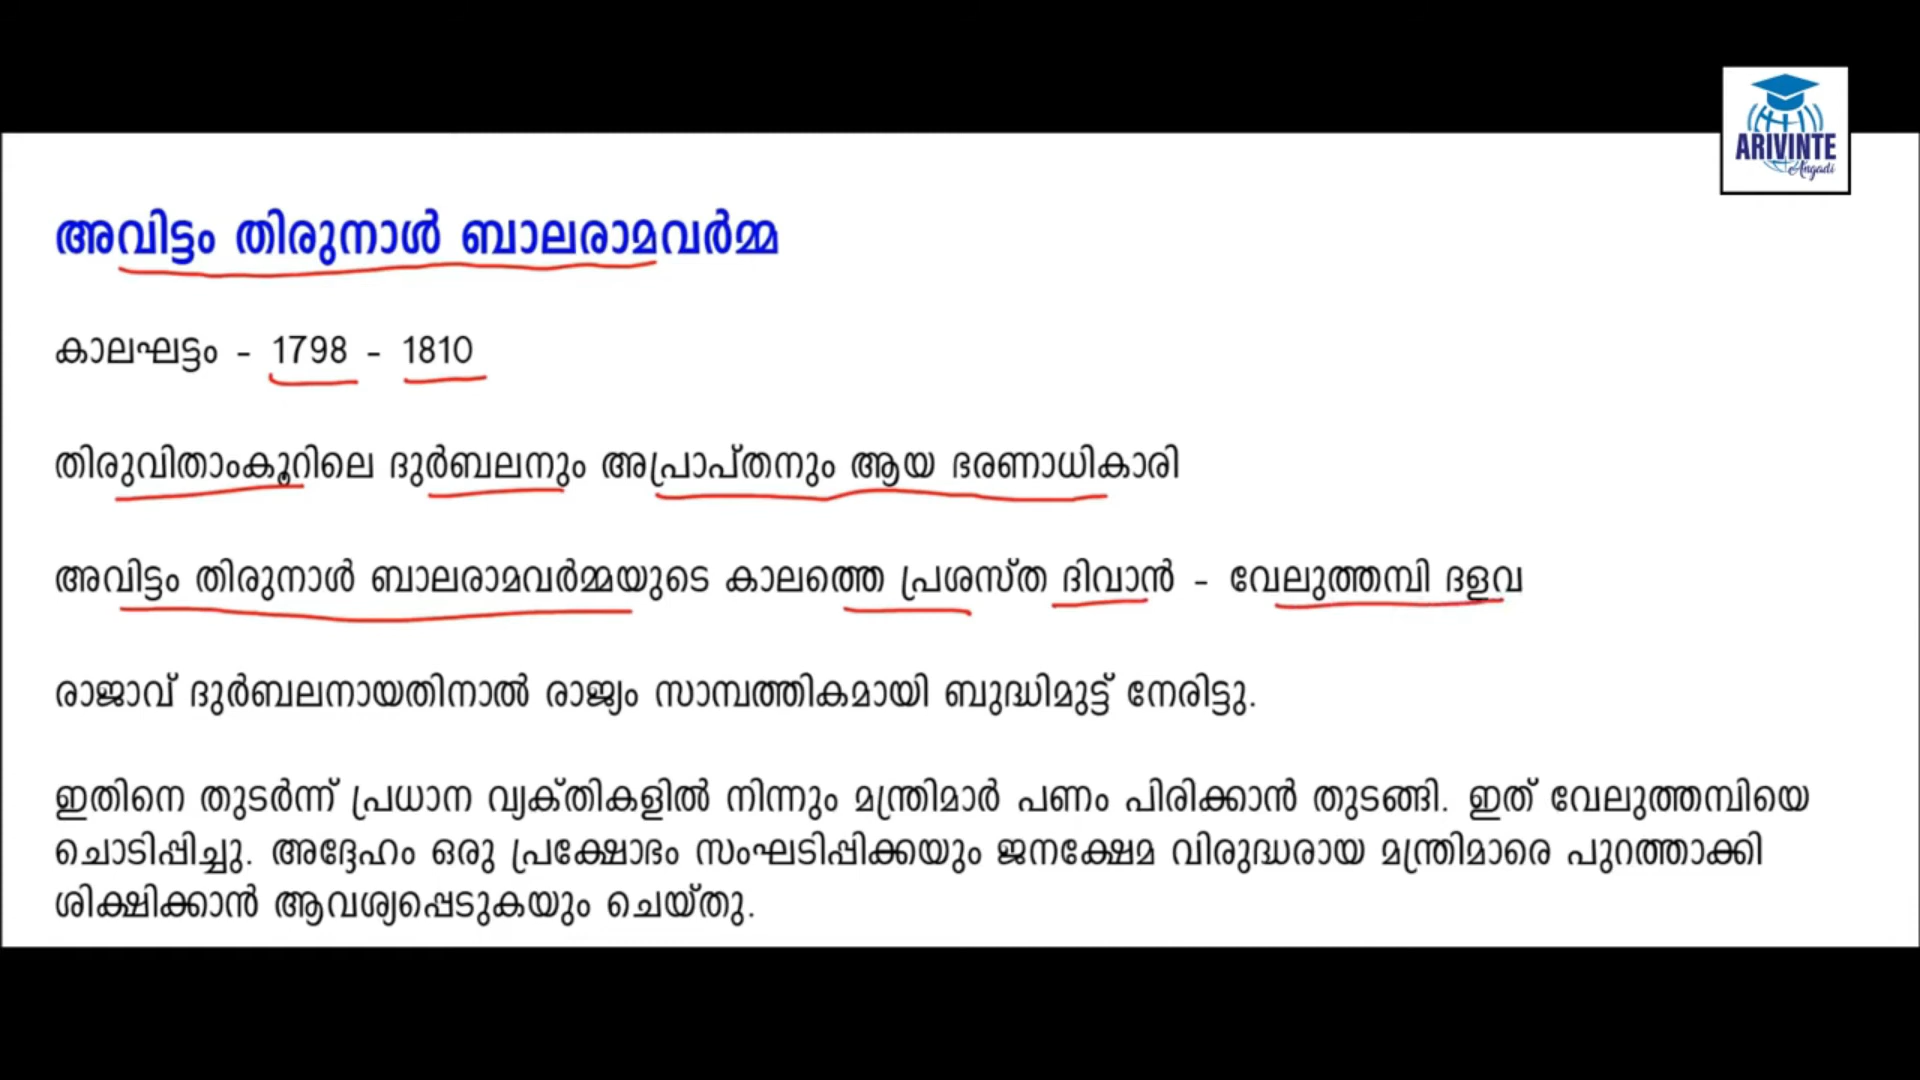 ARIVINTE
Angadi
അവിട്ടം തിരുനാൾ ബാലരാമവർമ്മ
കാലഘട്ടം - 1798 - 1810
തിരുവിതാംകൂറിലെ ദുർബലനും അപ്രാപ്തനും ആയ ഭരണാധികാരി
അവിട്ടം തിരുനാൾ ബാലരാമവർമ്മയുടെ കാലത്തെ പ്രശസ്ത ദിവാൻ - വേലുത്തമ്പി ദളവ
രാജാവ് ദുർബലനായതിനാൽ രാജ്യം സാമ്പത്തികമായി ബുദ്ധിമുട്ട് നേരിട്ടു.
ഇതിനെ തുടർന്ന് പ്രധാന വ്യക്തികളിൽ നിന്നും മന്ത്രിമാർ പണം പിരിക്കാൻ തുടങ്ങി. ഇത് വേലുത്തമ്പിയെ
ചൊടിപ്പിച്ചു. അദ്ദേഹം ഒരു പ്രക്ഷോഭം സംഘടിപ്പിക്കയും ജനക്ഷേമ വിരുദ്ധരായ മന്ത്രിമാരെ പുറത്താക്കി
ശിക്ഷിക്കാൻ ആവശ്യപ്പെടുകയും ചെയ്തു.